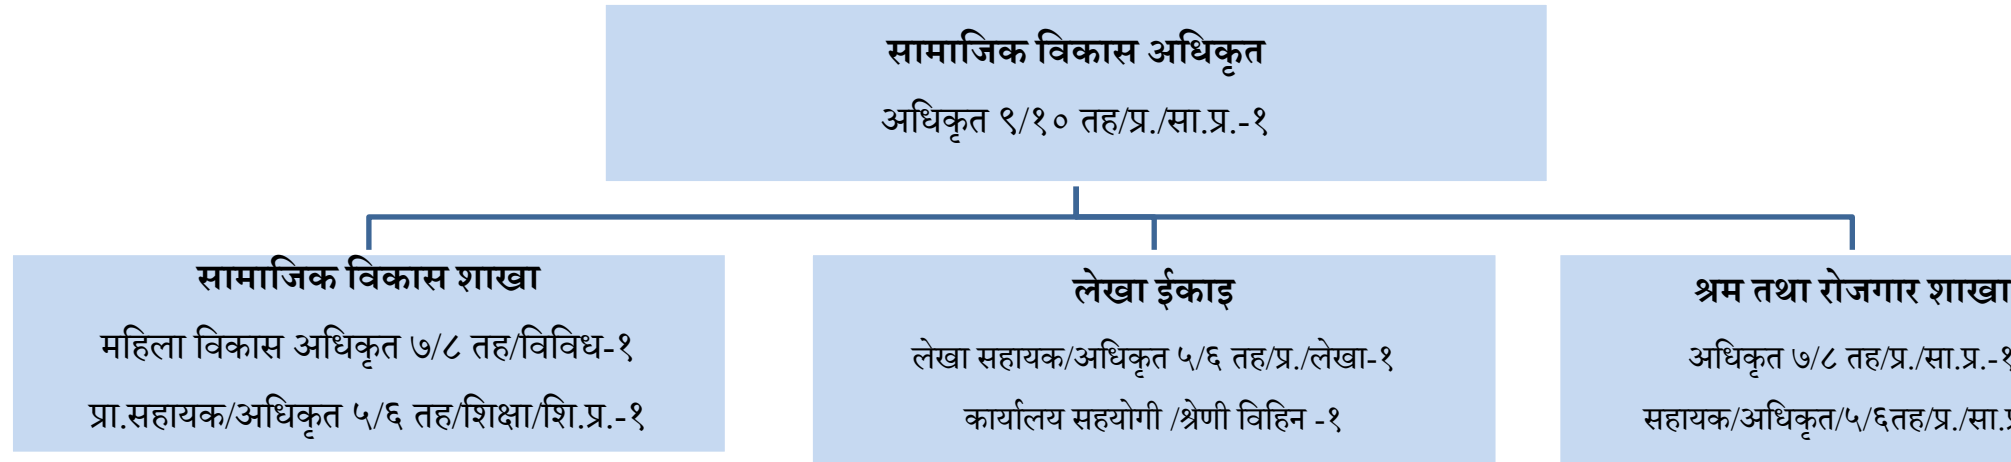 सामाजिक विकास अधिकृत
अधिकृत ९/१० तह/प्र./सा.प्र.-१
सामाजिक विकास शाखा
महिला विकास अधिकृत ७/८ तह/विविध-१
प्रा.सहायक/अधिकृत ५/६ तह/शिक्षा/शि.प्र.-१
लेखा ईकाइ
लेखा सहायक/अधिकृत ५/६ तह/प्र./लेखा-१
कार्यालय सहयोगी /श्रेणी विहिन -१
श्रम तथा रोजगार शाखा
अधिकृत ७/८ तह/प्र./सा.प्र.-१
सहायक/अधिकृत/५/६तह/प्र./सा.